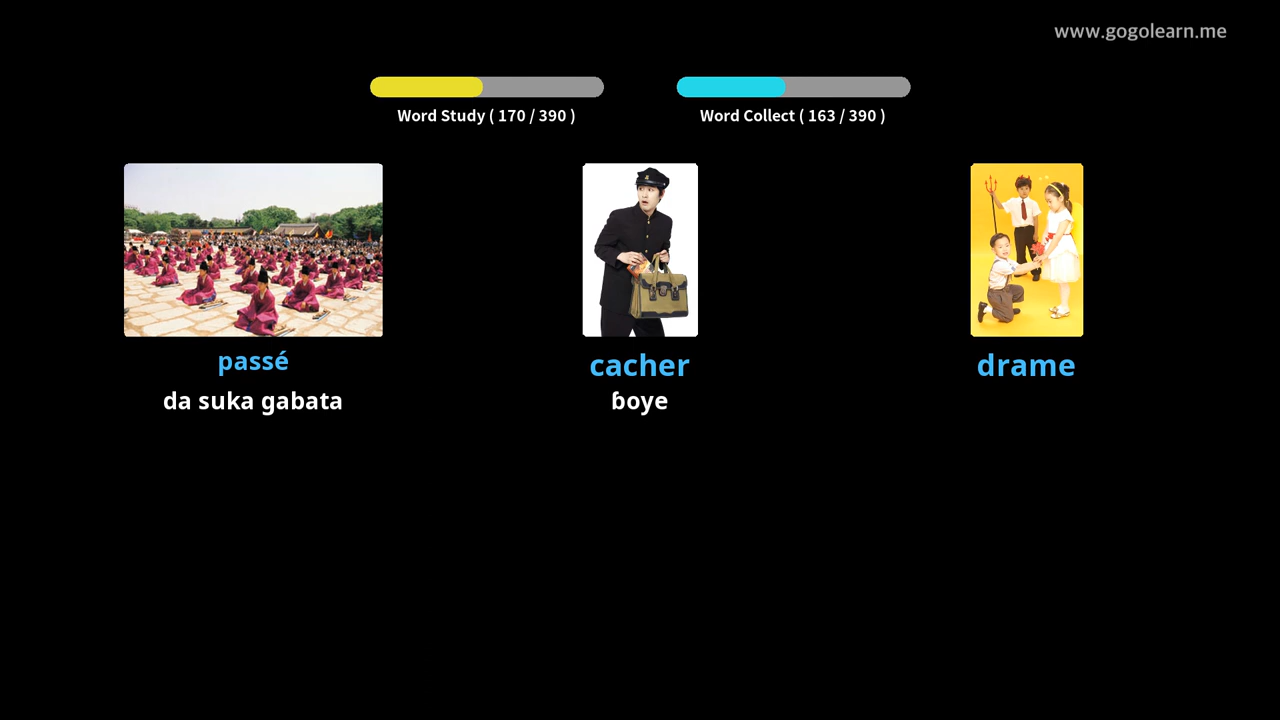 www.gogolearn.me
Word Study ( 170 / 390 )
Word Collect ( 163 / 390 )
passé
cacher
drame
da suka gabata
ɓoye